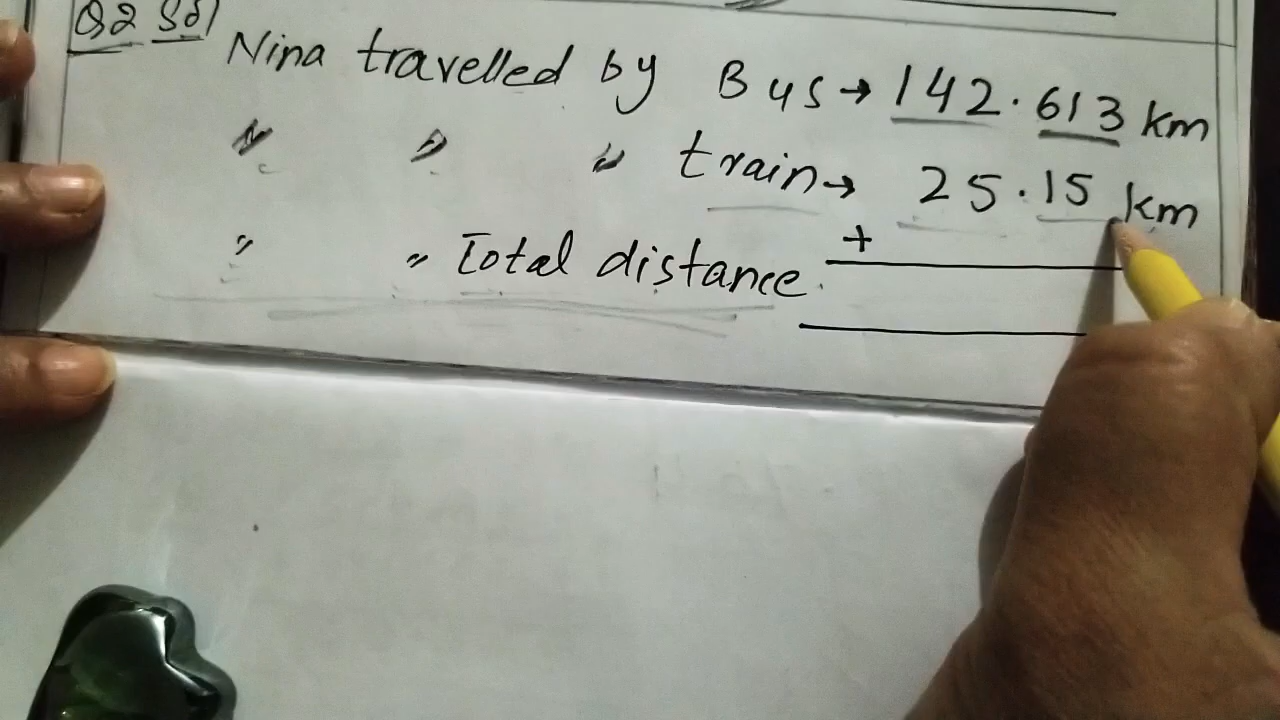 Q2 Sol
Nina travelled by Bus → 142.613 km
" " " train → 25.15 km
+
" " Total distance